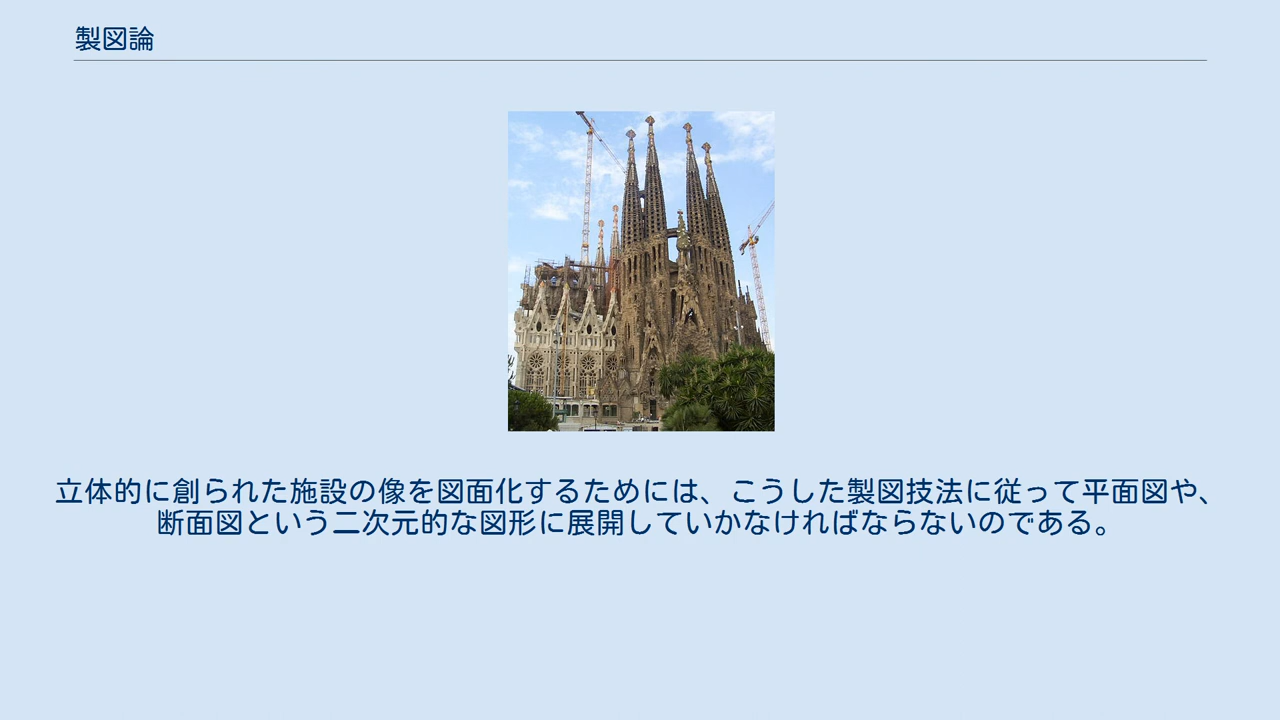 製図論
立体的に創られた施設の像を図面化するためには、こうした製図技法に従って平面図や、
断面図という二次元的な図形に展開していかなければならないのである。